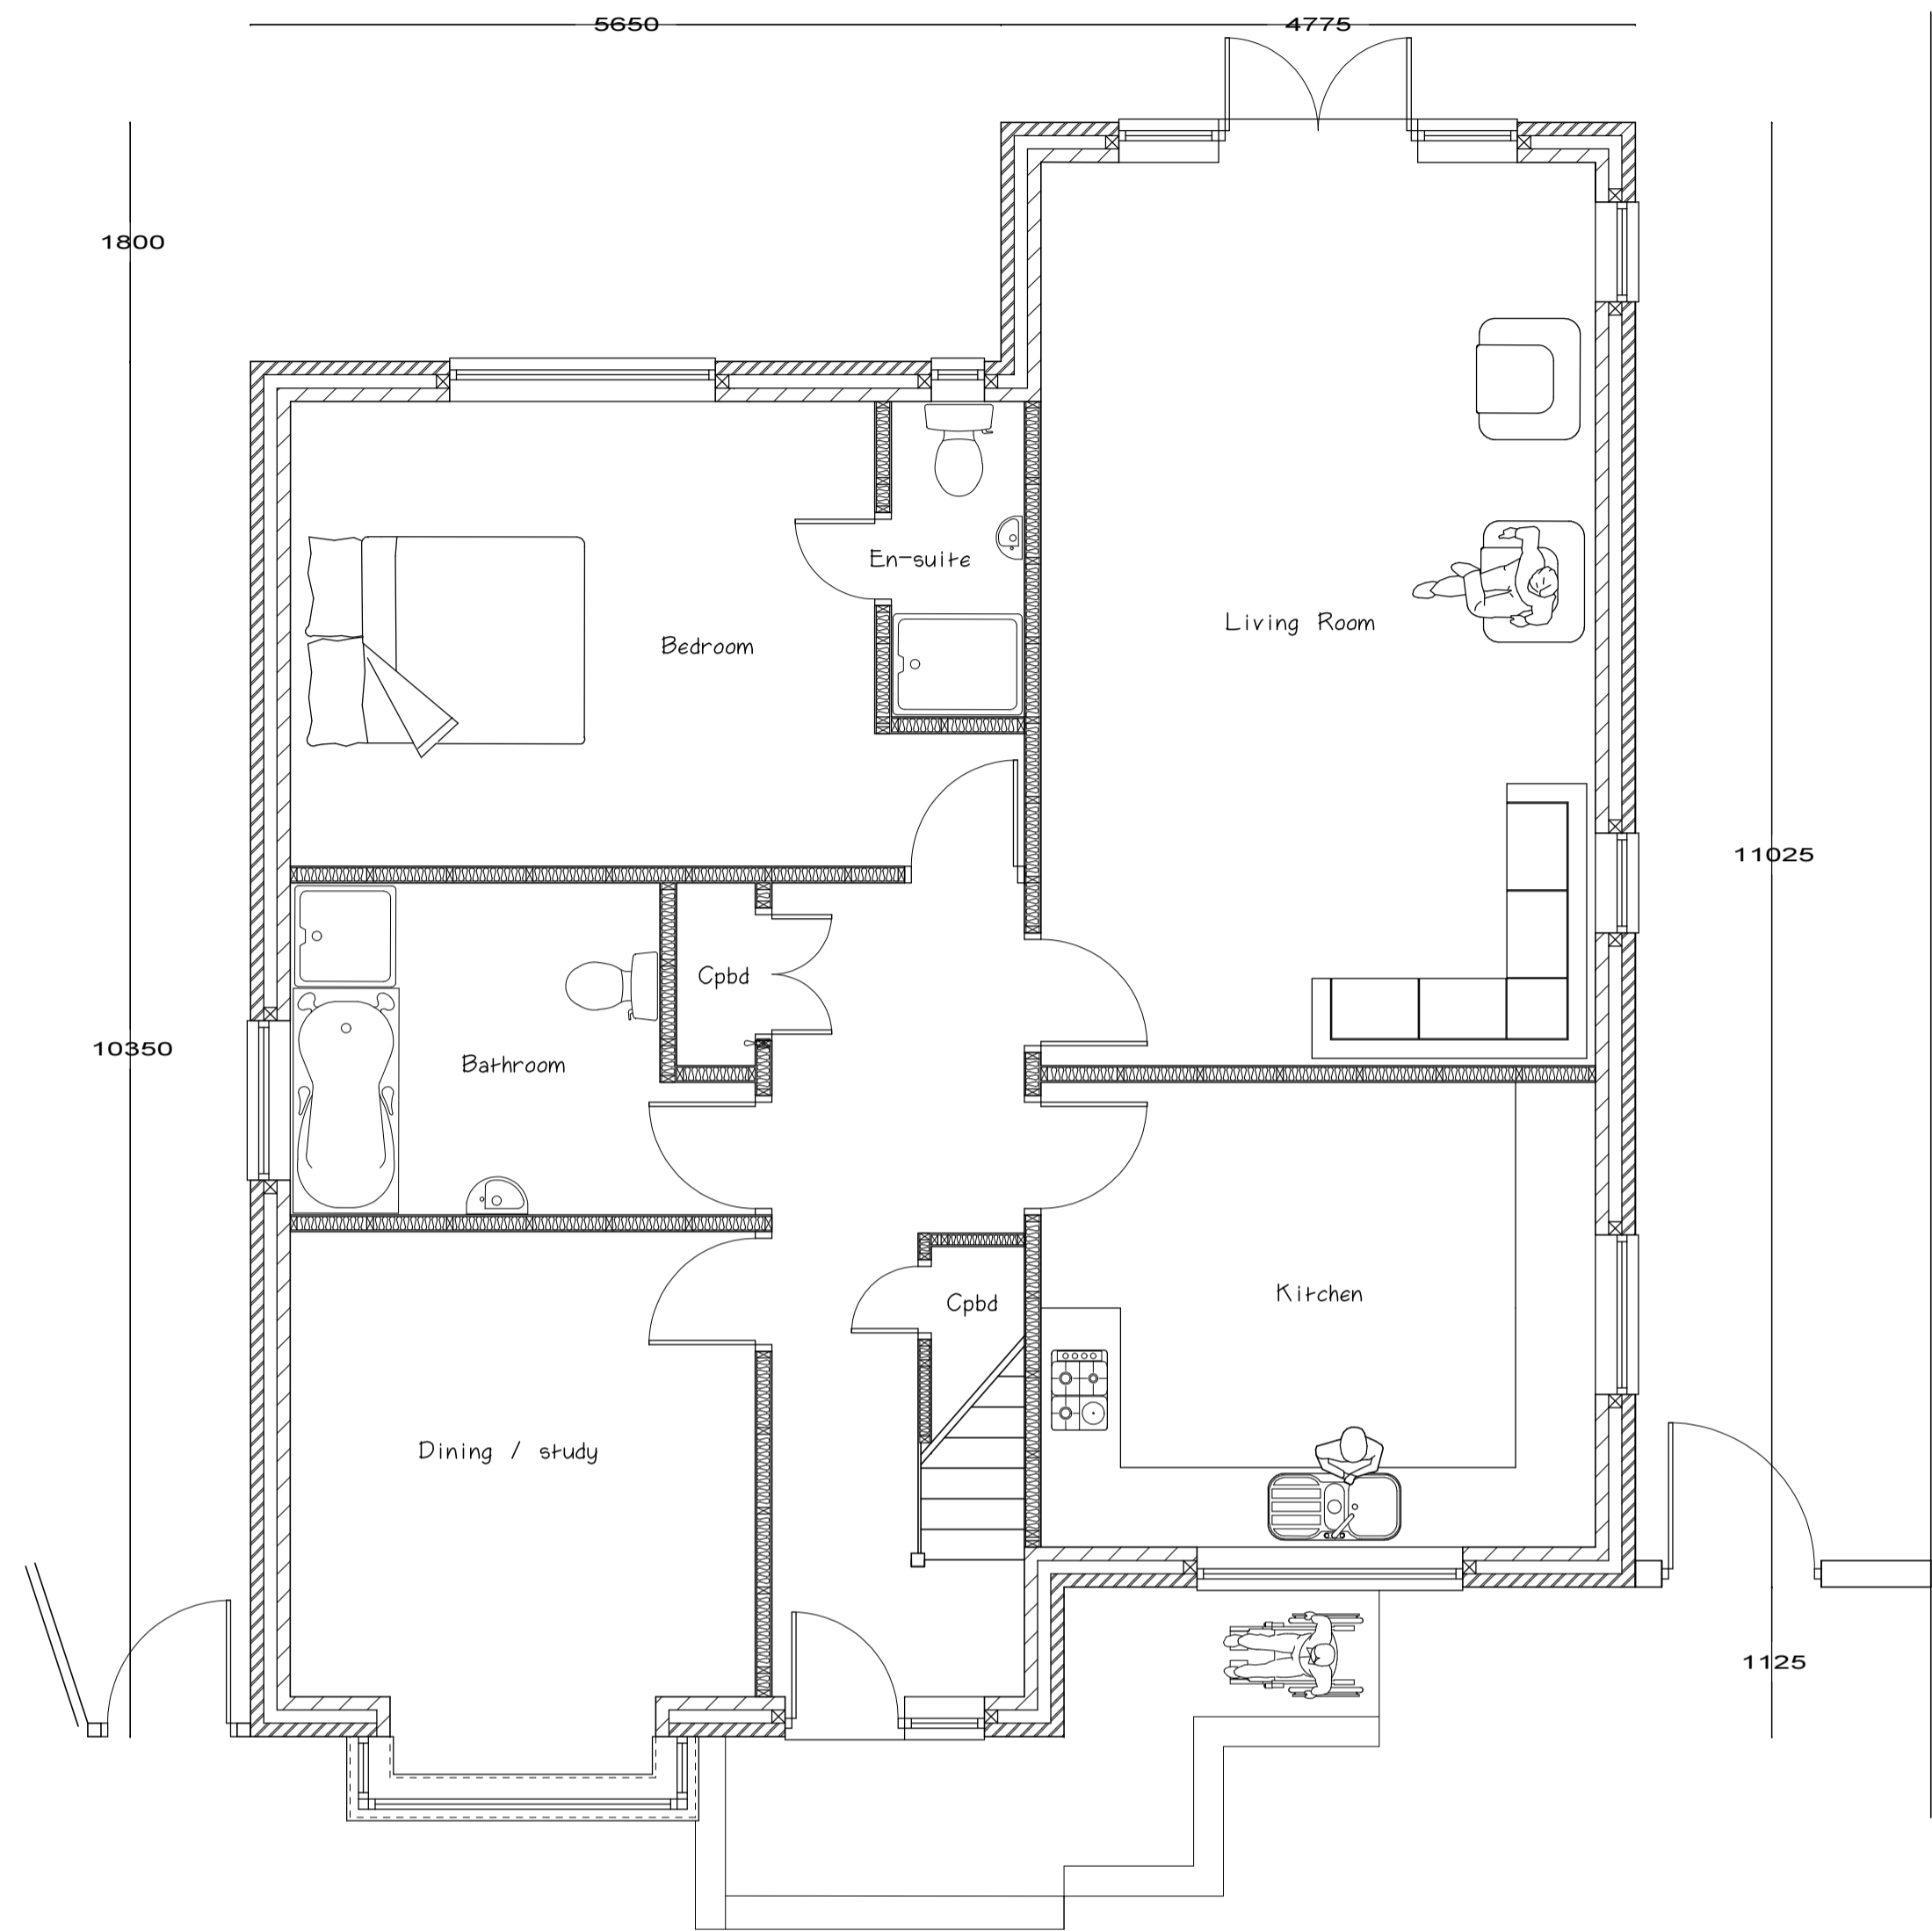 5650
4775
1800
En-suite
Living Room
Bedroom
11025
Cpbd
10350
Bathroom
Kitchen
Cpbd
Dining / study
1125